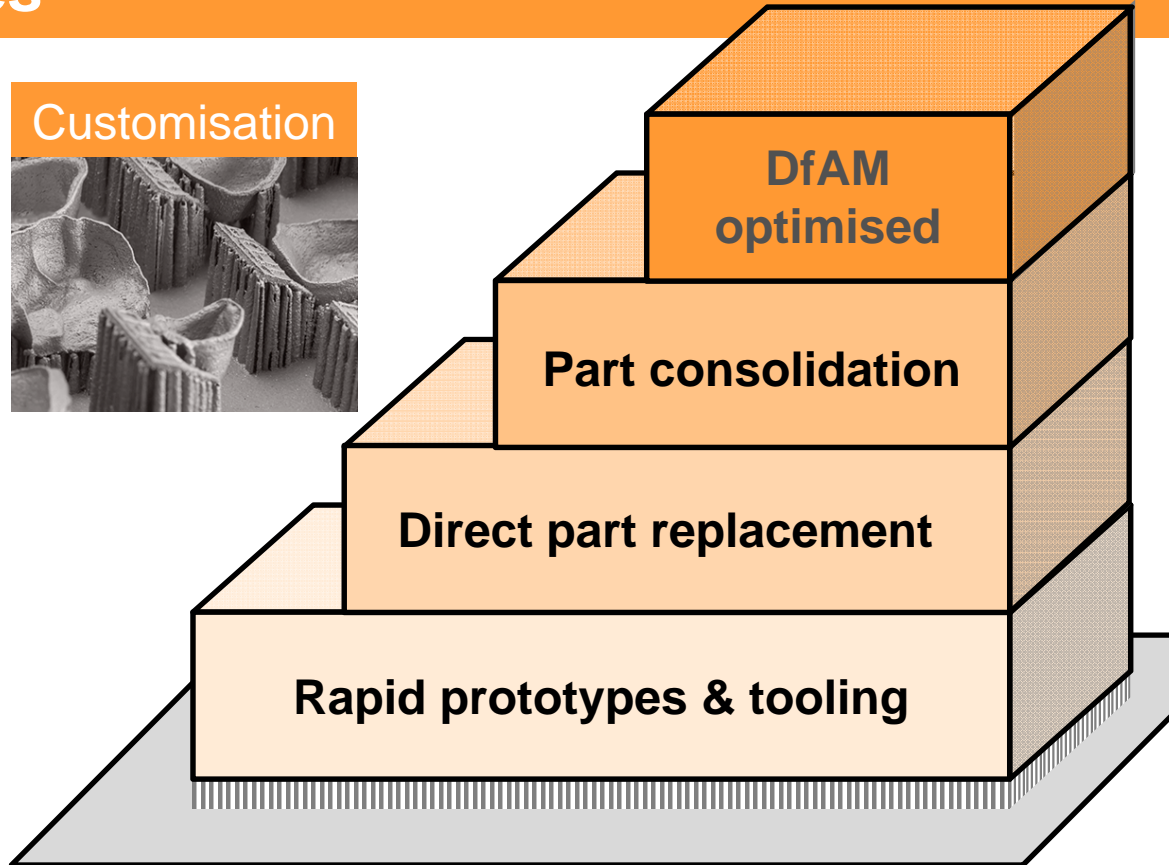 Customisation
DfAM
optimised
Part consolidation
Direct part replacement
Rapid prototypes & tooling